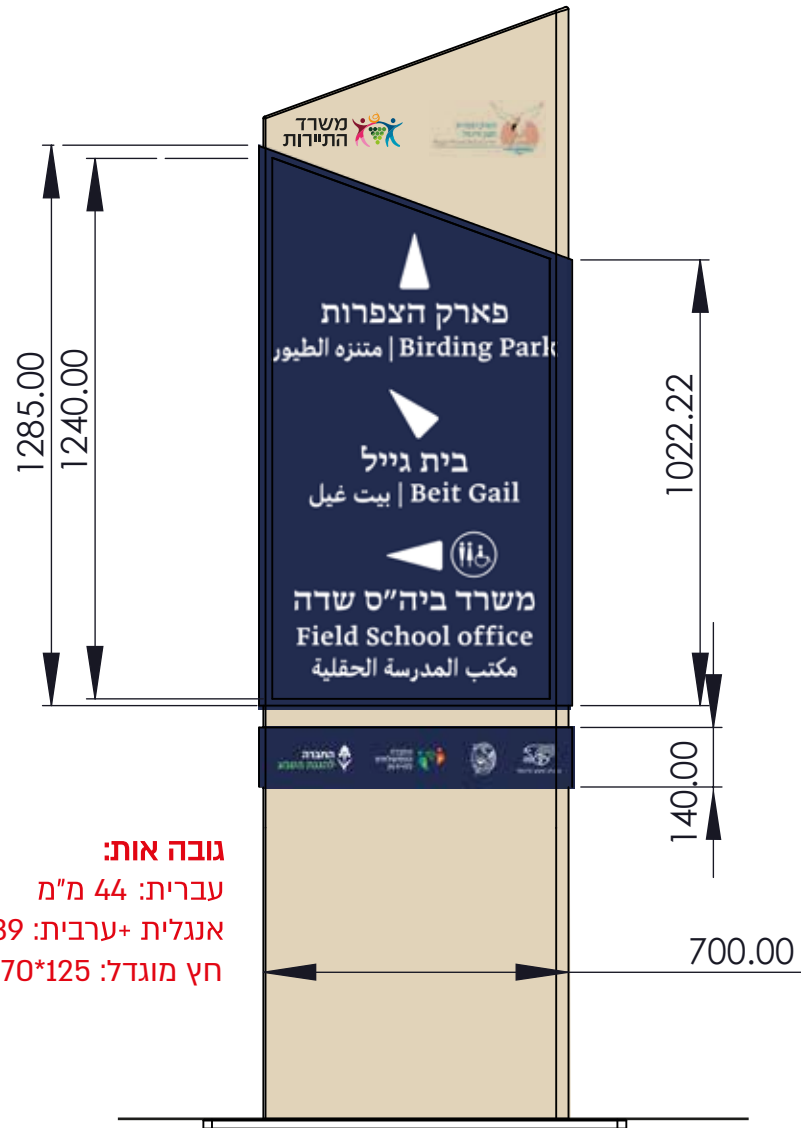 משרד
התיירות
פארק הצפרות
Birding Park | متنزه الطيور
בית גייל
Beit Gail | بيت غيل
משרד ביה"ס שדה
Field School office
مكتب المدرسة الحقلية
החברה
להגנת הטבע
1285.00
1240.00
1022.22
140.00
700.00
גובה אות:
עברית: 44 מ"מ
אנגלית +ערבית: 39
חץ מוגדל: 70*125